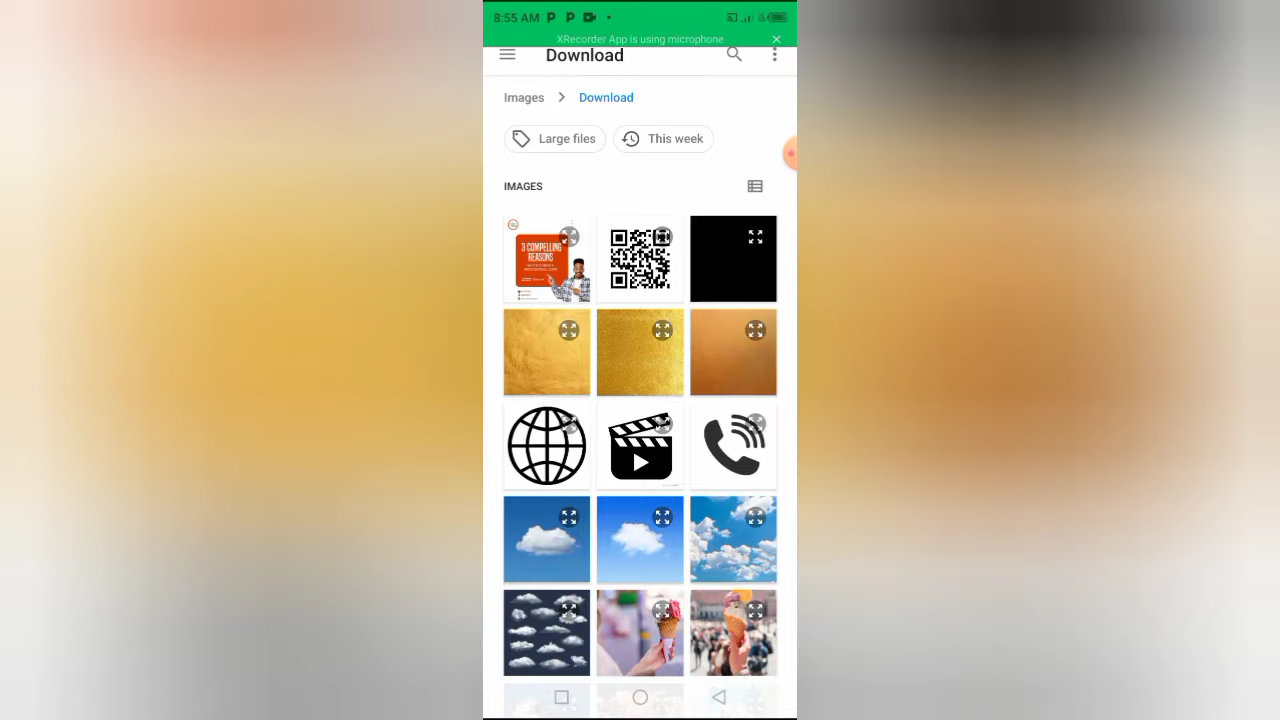 8:55 AM
XRecorder App is using microphone
Download
Images > Download
Large files
This week
IMAGES
3 COMPELLING
REASONS